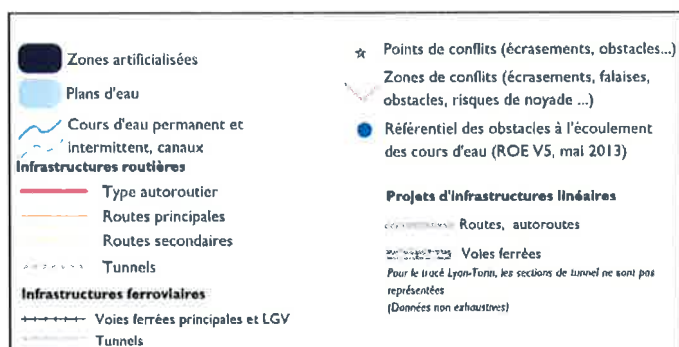 Zones artificialisées
Plans d'eau
Cours d'eau permanent et
intermittent, canaux
Infrastructures routières
Type autoroutier
Routes principales
Routes secondaires
Tunnels
Infrastructures ferroviaires
Voies ferrées principales et LGV
Tunnels
Points de conflits (écrasements, obstacles...)
Zones de conflits (écrasements, falaises,
obstacles, risques de noyade ...)
Référentiel des obstacles à l'écoulement
des cours d'eau (ROE V5, mai 2013)
Projets d'infrastructures linéaires
Routes, autoroutes
Voies ferrées
Pour le tracé Lyon-Turin, les sections de tunnel ne sont pas
représentées
(Données non exhaustives)